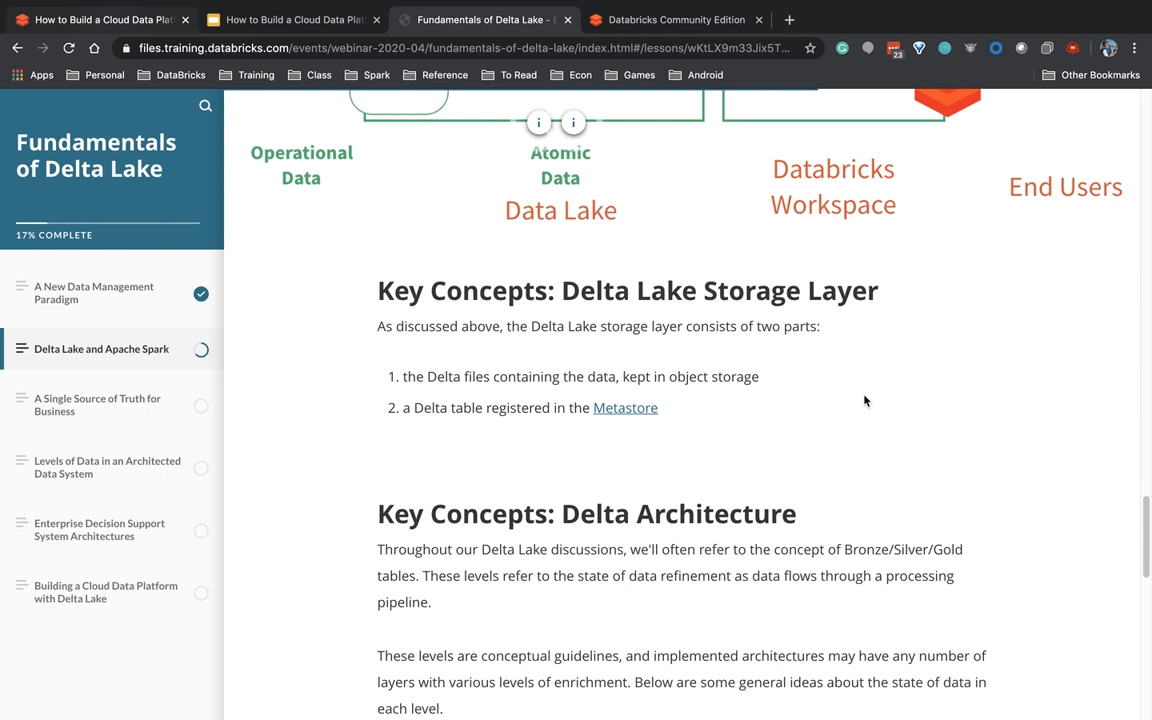 How to Build a Cloud Data Plat
How to Build a Cloud Data Plat
Fundamentals of Delta Lake -
Databricks Community Edition
files.training.databricks.com/events/webinar-2020-04/fundamentals-of-delta-lake/index.html#/lessons/wKtLX9m33Jix5T...
23
Apps
Personal
DataBricks
Training
Class
Spark
Reference
To Read
Econ
Games
Android
Other Bookmarks
Fundamentals
of Delta Lake
17% COMPLETE
A New Data Management
Paradigm
Delta Lake and Apache Spark
A Single Source of Truth for
Business
Levels of Data in an Architected
Data System
Enterprise Decision Support
System Architectures
Building a Cloud Data Platform
with Delta Lake
i
i
Operational
Data
Atomic
Data
Data Lake
Databricks
Workspace
End Users
Key Concepts: Delta Lake Storage Layer
As discussed above, the Delta Lake storage layer consists of two parts:
1. the Delta files containing the data, kept in object storage
2. a Delta table registered in the Metastore
Key Concepts: Delta Architecture
Throughout our Delta Lake discussions, we'll often refer to the concept of Bronze/Silver/Gold
tables. These levels refer to the state of data refinement as data flows through a processing
pipeline.
These levels are conceptual guidelines, and implemented architectures may have any number of
layers with various levels of enrichment. Below are some general ideas about the state of data in
each level.